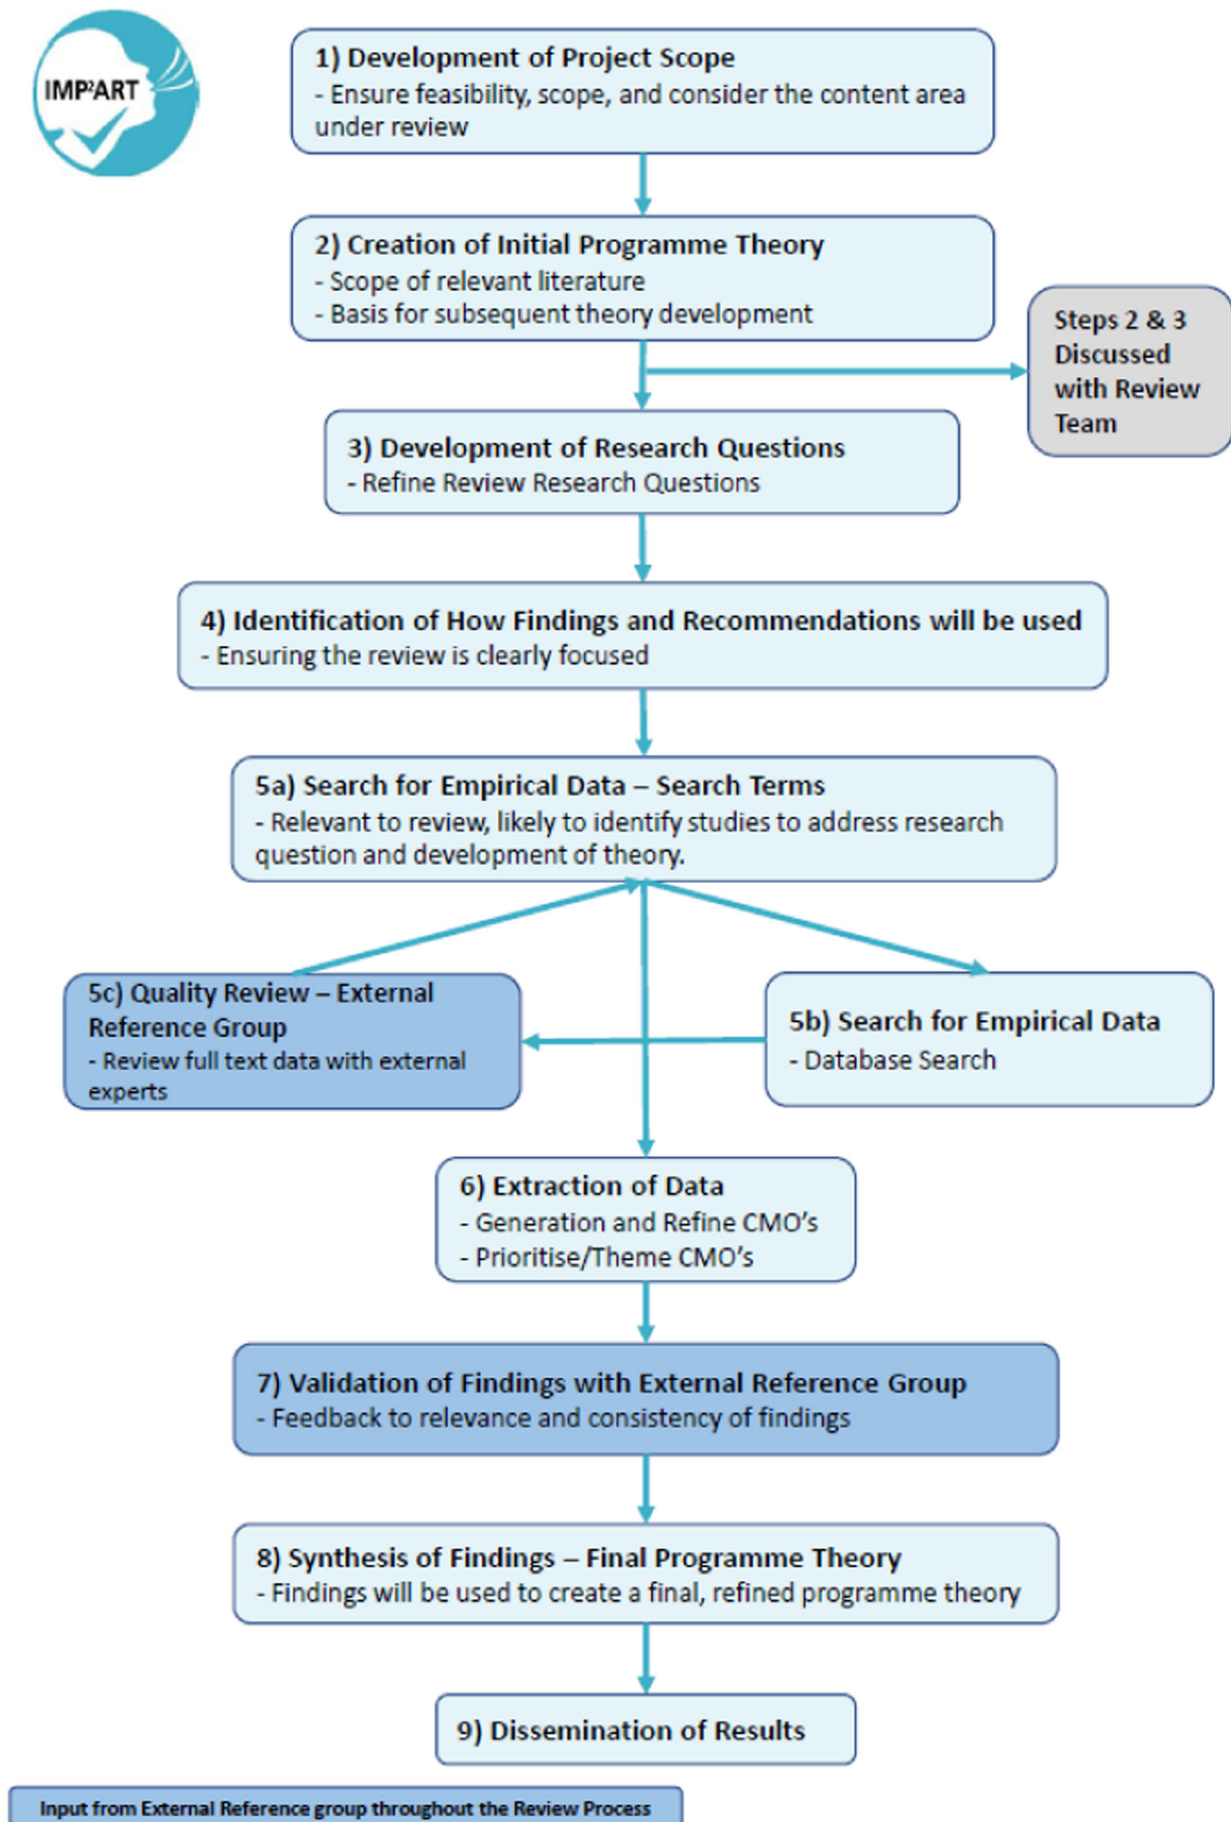 IMP²ART
1) Development of Project Scope
- Ensure feasibility, scope, and consider the content area
under review
2) Creation of Initial Programme Theory
- Scope of relevant literature
- Basis for subsequent theory development
Steps 2 & 3
Discussed
with Review
Team
3) Development of Research Questions
- Refine Review Research Questions
4) Identification of How Findings and Recommendations will be used
- Ensuring the review is clearly focused
5a) Search for Empirical Data – Search Terms
- Relevant to review, likely to identify studies to address research
question and development of theory.
5c) Quality Review – External
Reference Group
- Review full text data with external
experts
5b) Search for Empirical Data
- Database Search
6) Extraction of Data
- Generation and Refine CMO's
- Prioritise/Theme CMO's
7) Validation of Findings with External Reference Group
- Feedback to relevance and consistency of findings
8) Synthesis of Findings – Final Programme Theory
- Findings will be used to create a final, refined programme theory
9) Dissemination of Results
Input from External Reference group throughout the Review Process